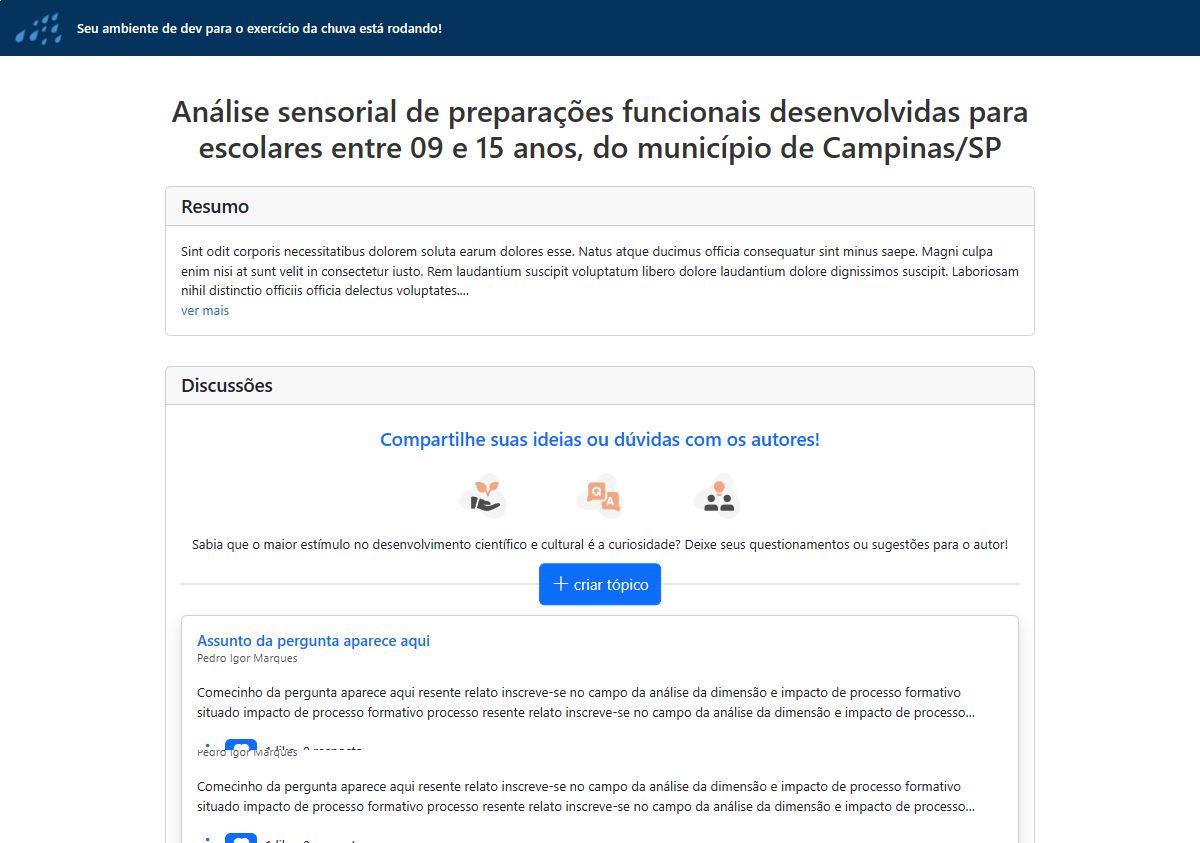 Seu ambiente de dev para o exercício da chuva está rodando!
Análise sensorial de preparações funcionais desenvolvidas para
escolares entre 09 e 15 anos, do município de Campinas/SP
Resumo
Sint odit corporis necessitatibus dolorem soluta earum dolores esse. Natus atque ducimus officia consequatur sint minus saepe. Magni culpa
enim nisi at sunt velit in consectetur iusto. Rem laudantium suscipit voluptatum libero dolore laudantium dolore dignissimos suscipit. Laboriosam
nihil distinctio officiis officia delectus voluptates....
ver mais
Discussões
Compartilhe suas ideias ou dúvidas com os autores!
Q
A
Sabia que o maior estímulo no desenvolvimento científico e cultural é a curiosidade? Deixe seus questionamentos ou sugestões para o autor!
criar tópico
Assunto da pergunta aparece aqui
Pedro Igor Marques
Comecinho da pergunta aparece aqui resente relato inscreve-se no campo da análise da dimensão e impacto de processo formativo
situado impacto de processo formativo processo resente relato inscreve-se no campo da análise da dimensão e impacto de processo...
Pedro Igor Marques
Comecinho da pergunta aparece aqui resente relato inscreve-se no campo da análise da dimensão e impacto de processo formativo
situado impacto de processo formativo processo resente relato inscreve-se no campo da análise da dimensão e impacto de processo...